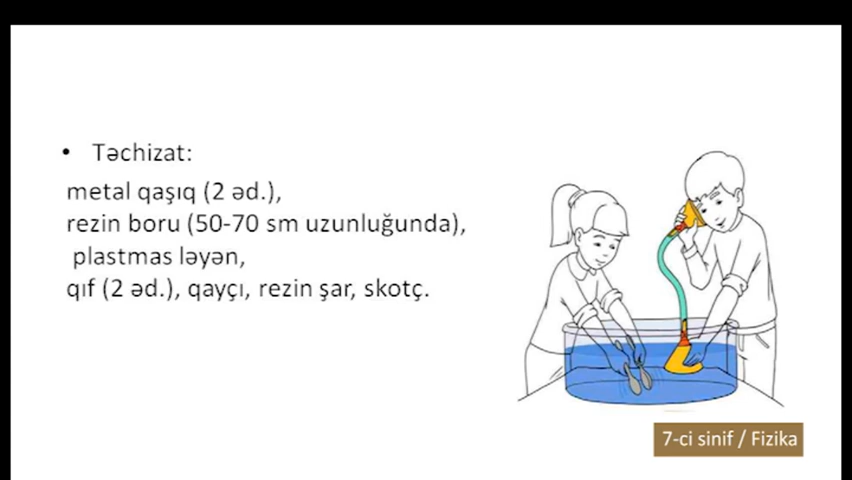 • Təchizat:
metal qaşıq (2 əd.),
rezin boru (50-70 sm uzunluğunda),
plastmas ləyən,
qıf (2 əd.), qayçı, rezin şar, skotç.
7-ci sinif / Fizika